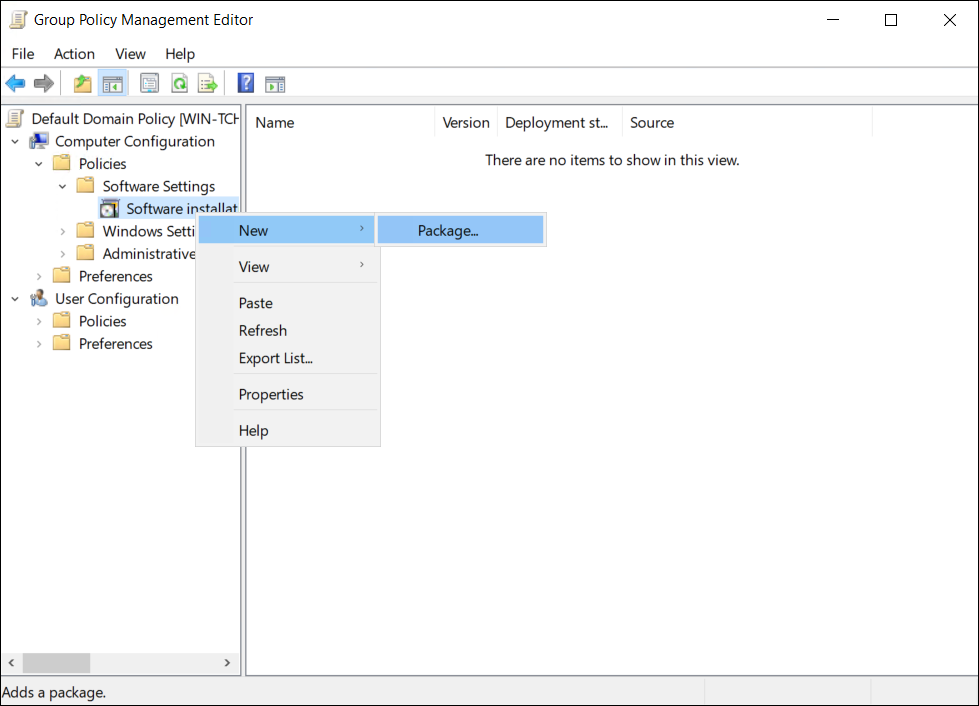 Group Policy Management Editor
File Action View Help
Default Domain Policy [WIN-TCH
Computer Configuration
Policies
Software Settings
Software installat
Windows Setti
Administrative
Preferences
User Configuration
Policies
Preferences
Name Version Deployment st... Source
There are no items to show in this view.
New
View
Paste
Refresh
Export List...
Properties
Help
Package...
Adds a package.